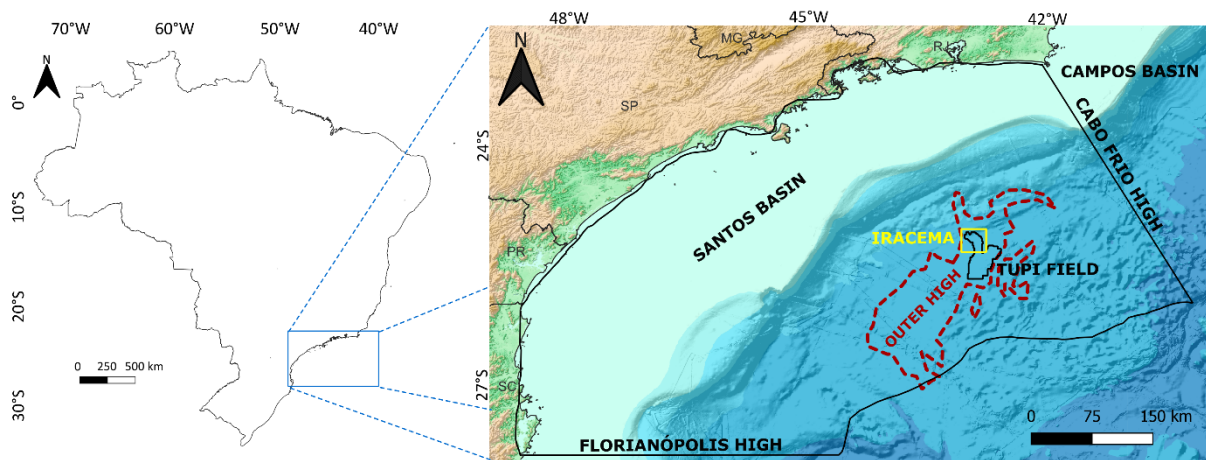 70°W 60°W 50°W 40°W
N
0°
10°S
20°S
30°S
0 250 500 km
48°W 45°W 42°W
N
24°S
27°S
MG
RJ
SP
PR
SC
CAMPOS BASIN
CABO FRIO HIGH
SANTOS BASIN
IRACEMA
TUPI FIELD
OUTER HIGH
FLORIANÓPOLIS HIGH
0 75 150 km